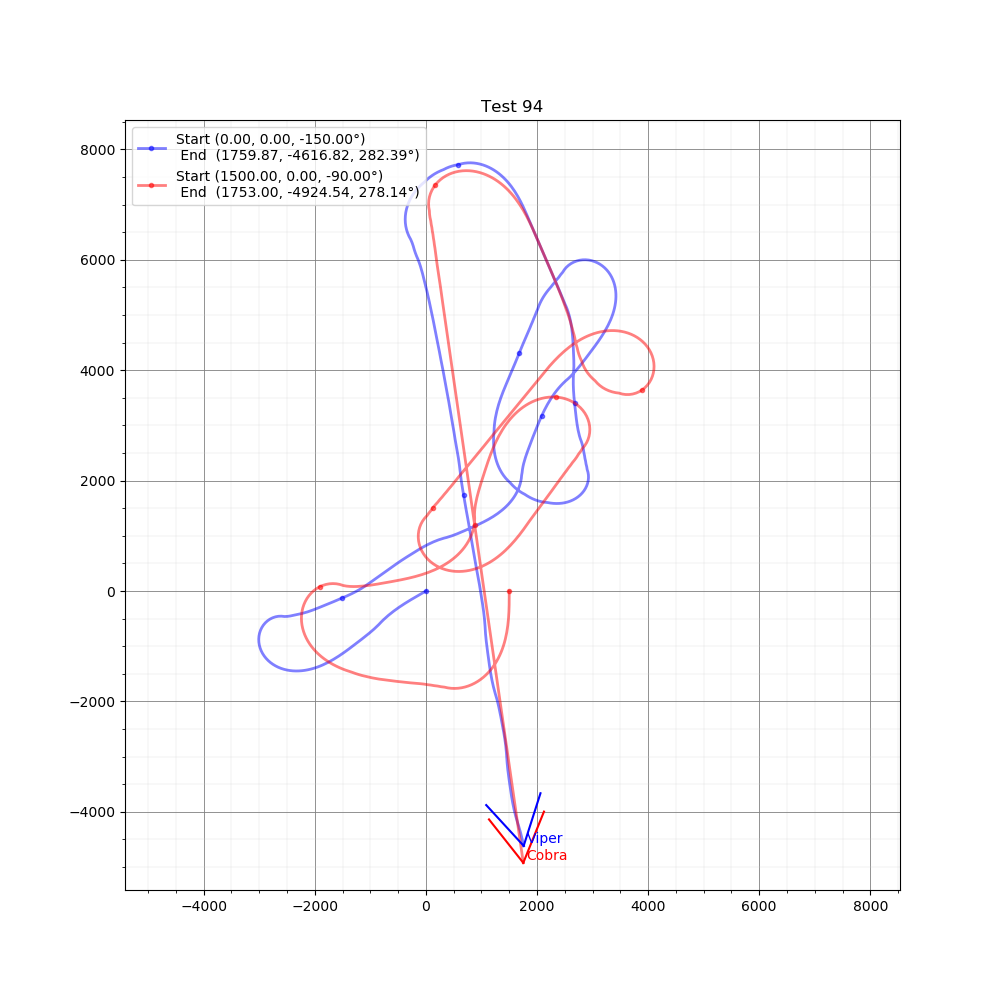 Test 94
Start (0.00, 0.00, -150.00°)
End  (1759.87, -4616.82, 282.39°)
Start (1500.00, 0.00, -90.00°)
End  (1753.00, -4924.54, 278.14°)
8000
6000
4000
2000
0
−2000
−4000
Viper
Cobra
−4000 −2000 0 2000 4000 6000 8000